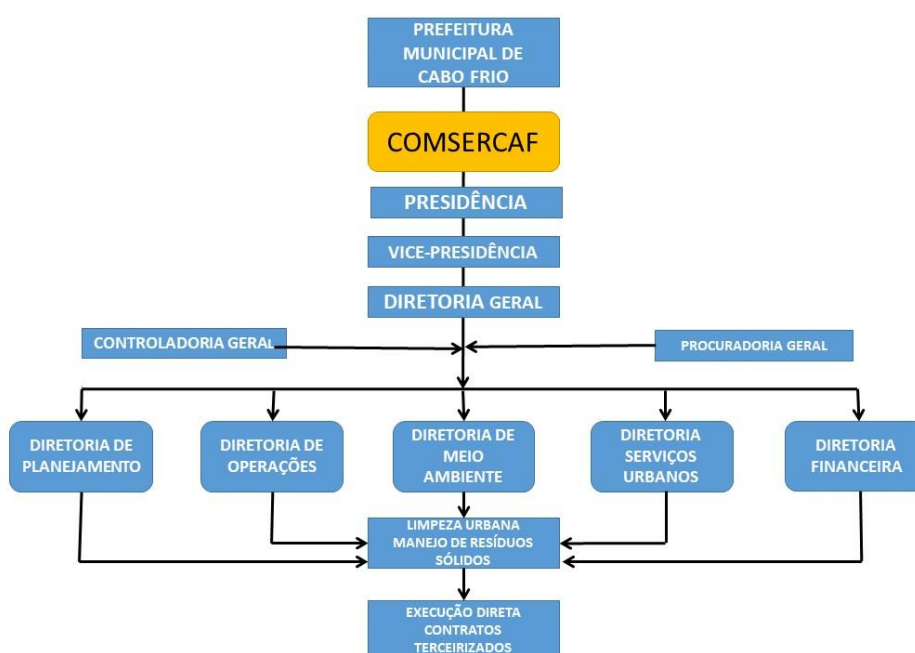 PREFEITURA
MUNICIPAL DE
CABO FRIO
COMSERCAF
PRESIDÊNCIA
VICE-PRESIDÊNCIA
DIRETORIA GERAL
CONTROLADORIA GERAL
PROCURADORIA GERAL
DIRETORIA DE
PLANEJAMENTO
DIRETORIA DE
OPERAÇÕES
DIRETORIA DE
MEIO
AMBIENTE
DIRETORIA
SERVIÇOS
URBANOS
DIRETORIA
FINANCEIRA
LIMPEZA URBANA
MANEJO DE RESÍDUOS
SÓLIDOS
EXECUÇÃO DIRETA
CONTRATOS
TERCEIRIZADOS